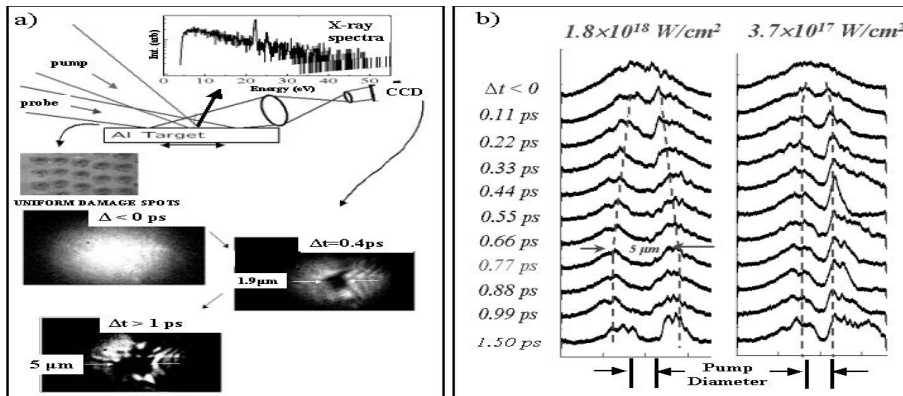 a)
X-ray
spectra
Int. (arb)
0 10 20 30 40 50
Energy (eV)
pump
probe
CCD
Al Target
UNIFORM DAMAGE SPOTS
Δ < 0 ps
Δt=0.4ps
1.9μm
Δt > 1 ps
5 μm
b)
1.8×10¹⁸ W/cm²
3.7×10¹⁷ W/cm²
Δt < 0
0.11 ps
0.22 ps
0.33 ps
0.44 ps
0.55 ps
0.66 ps
5 μm
0.77 ps
0.88 ps
0.99 ps
1.50 ps
Pump
Diameter